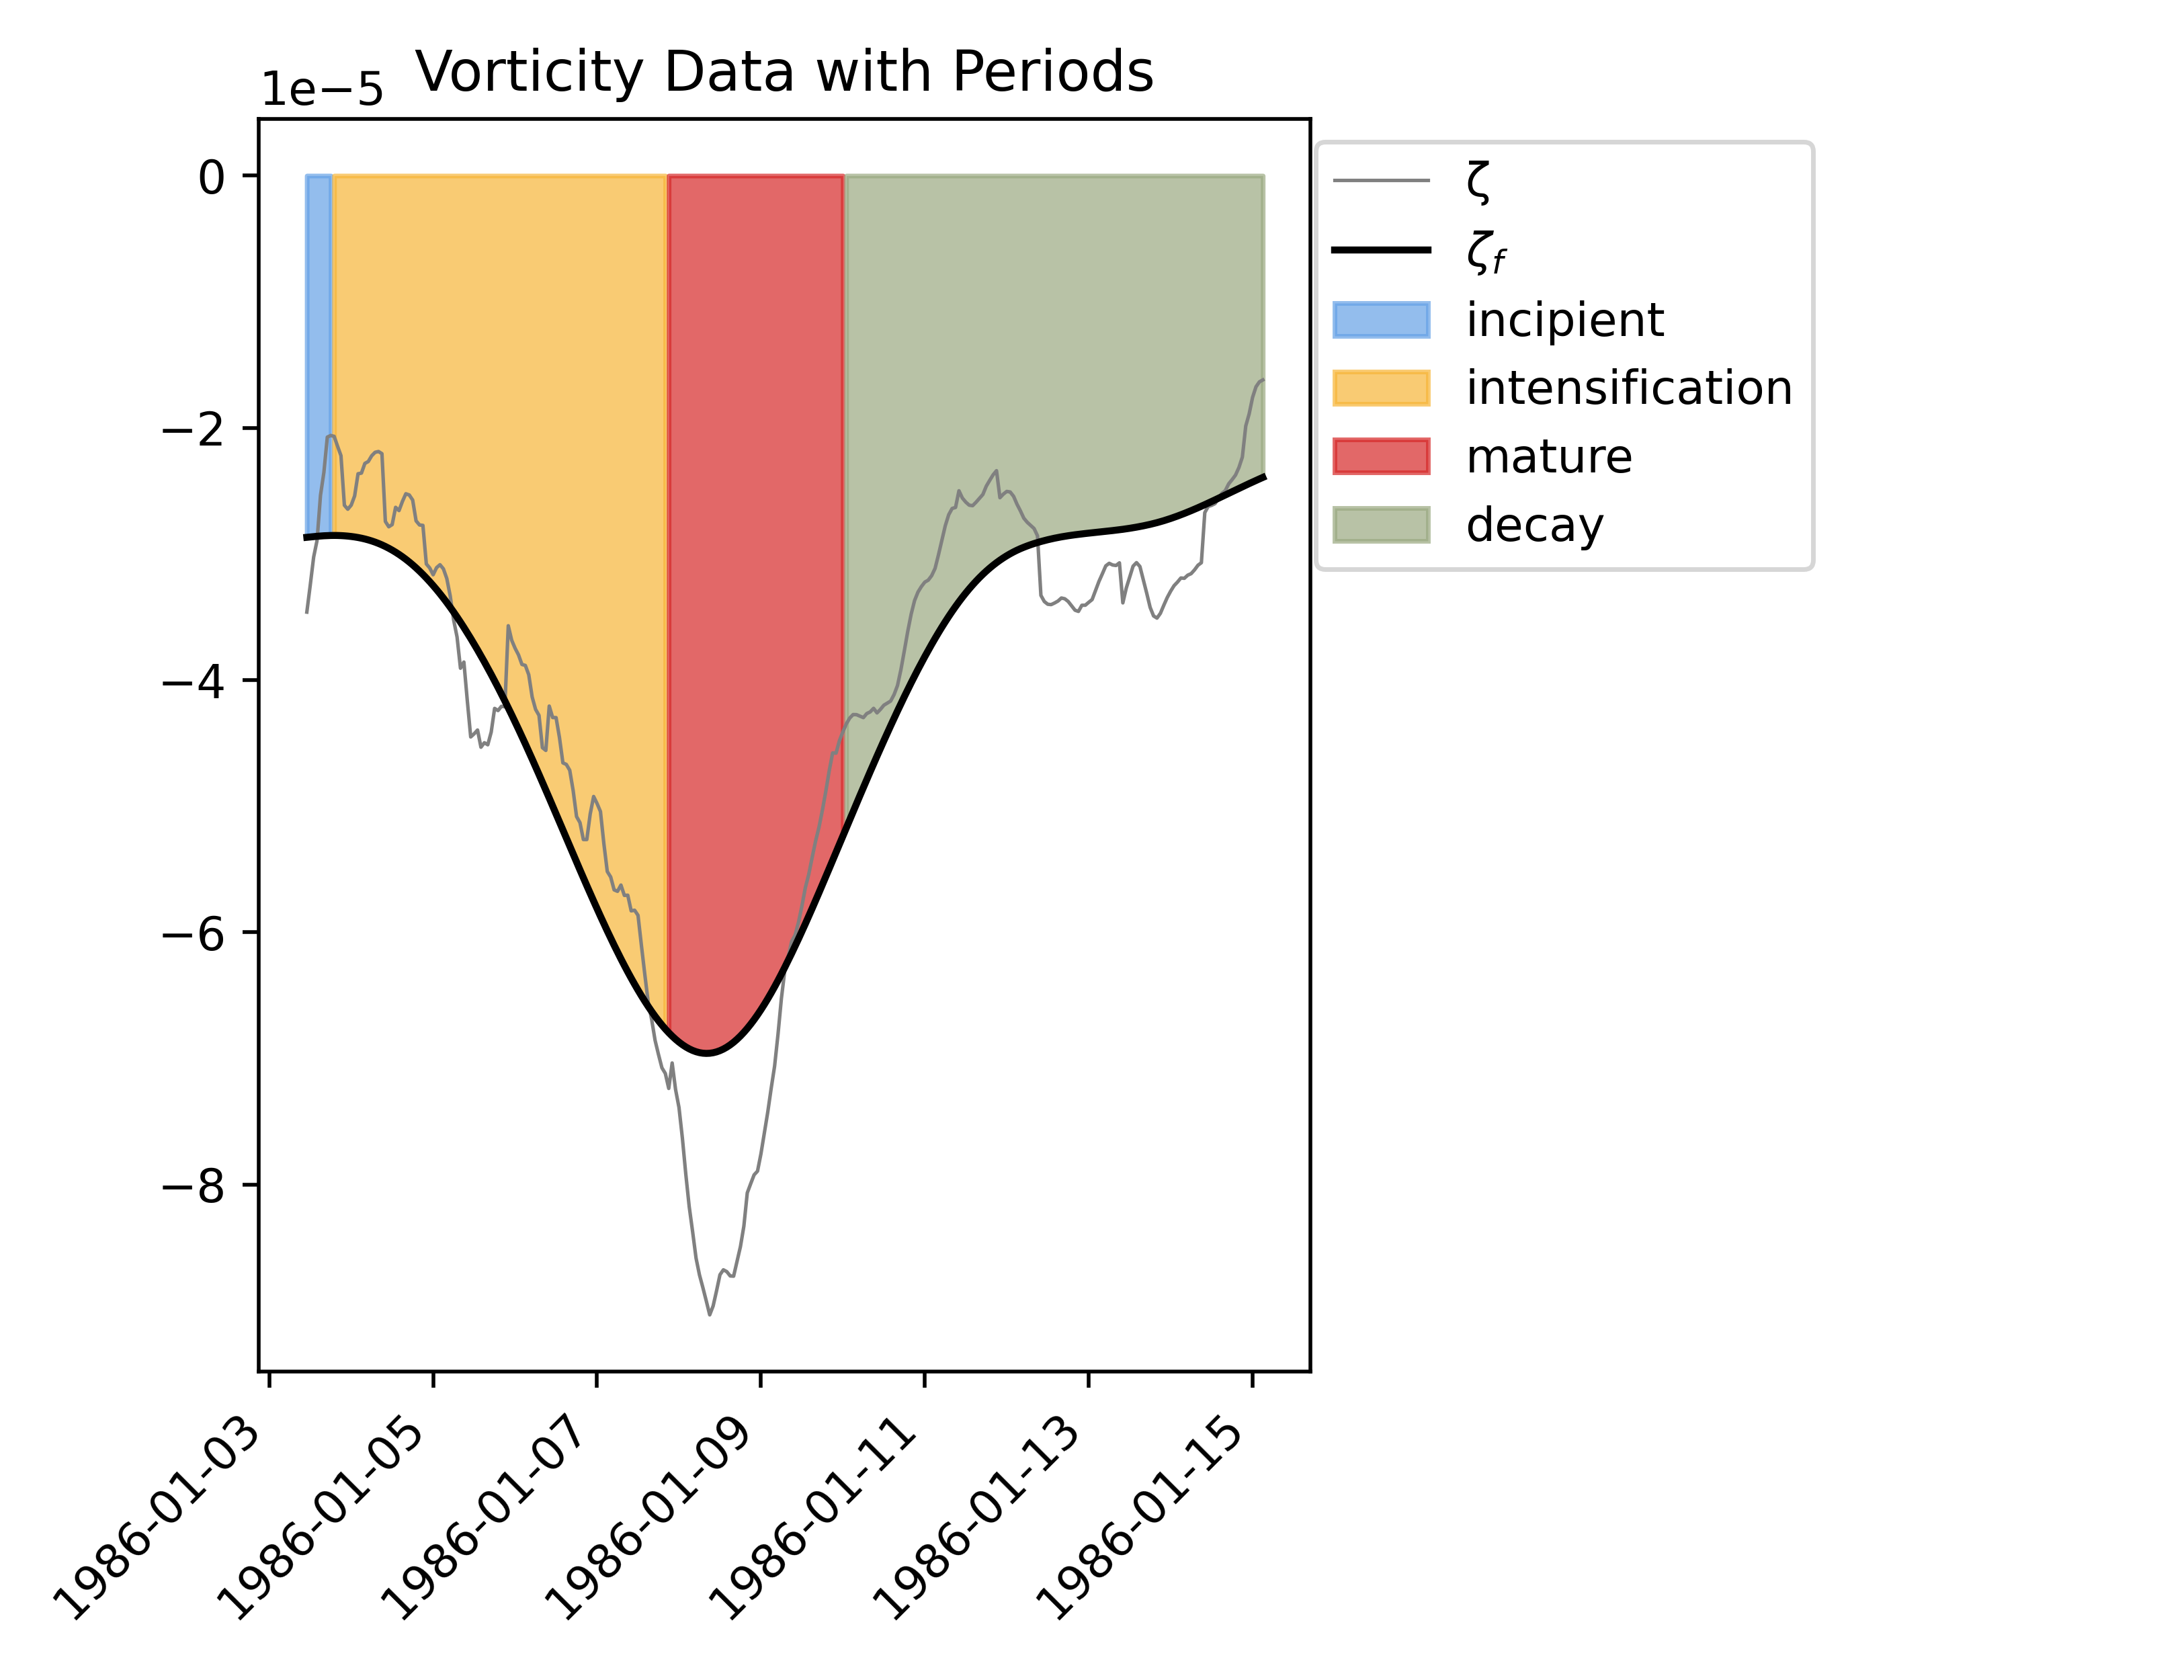 Vorticity Data with Periods
1e−5
0
−2
−4
−6
−8
1986-01-03
1986-01-05
1986-01-07
1986-01-09
1986-01-11
1986-01-13
1986-01-15
ζ
ζf
incipient
intensification
mature
decay